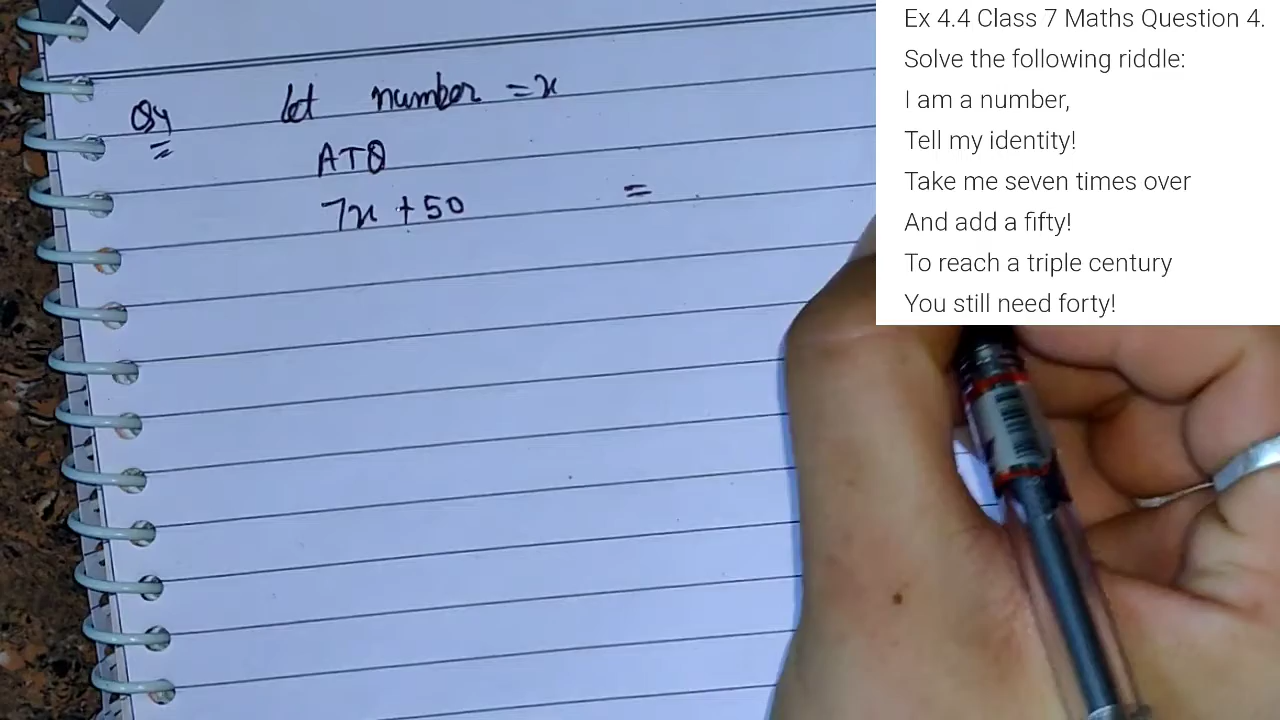 Ex 4.4 Class 7 Maths Question 4.
Solve the following riddle:
I am a number,
Tell my identity!
Take me seven times over
And add a fifty!
To reach a triple century
You still need forty!
Q4 let number = x
ATQ
7x + 50 =